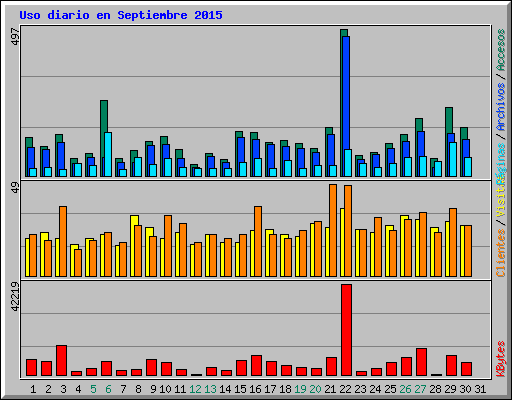 Uso diario en Septiembre 2015
497
49
42219
KBytes
Clientes / Visitas
Páginas / Archivos / Accesos
1 2 3 4 5 6 7 8 9 10 11 12 13 14 15 16 17 18 19 20 21 22 23 24 25 26 27 28 29 30 31